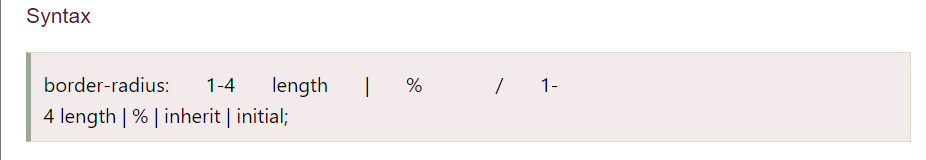 Syntax
border-radius: 1-4 length | % / 1-
4 length | % | inherit | initial;